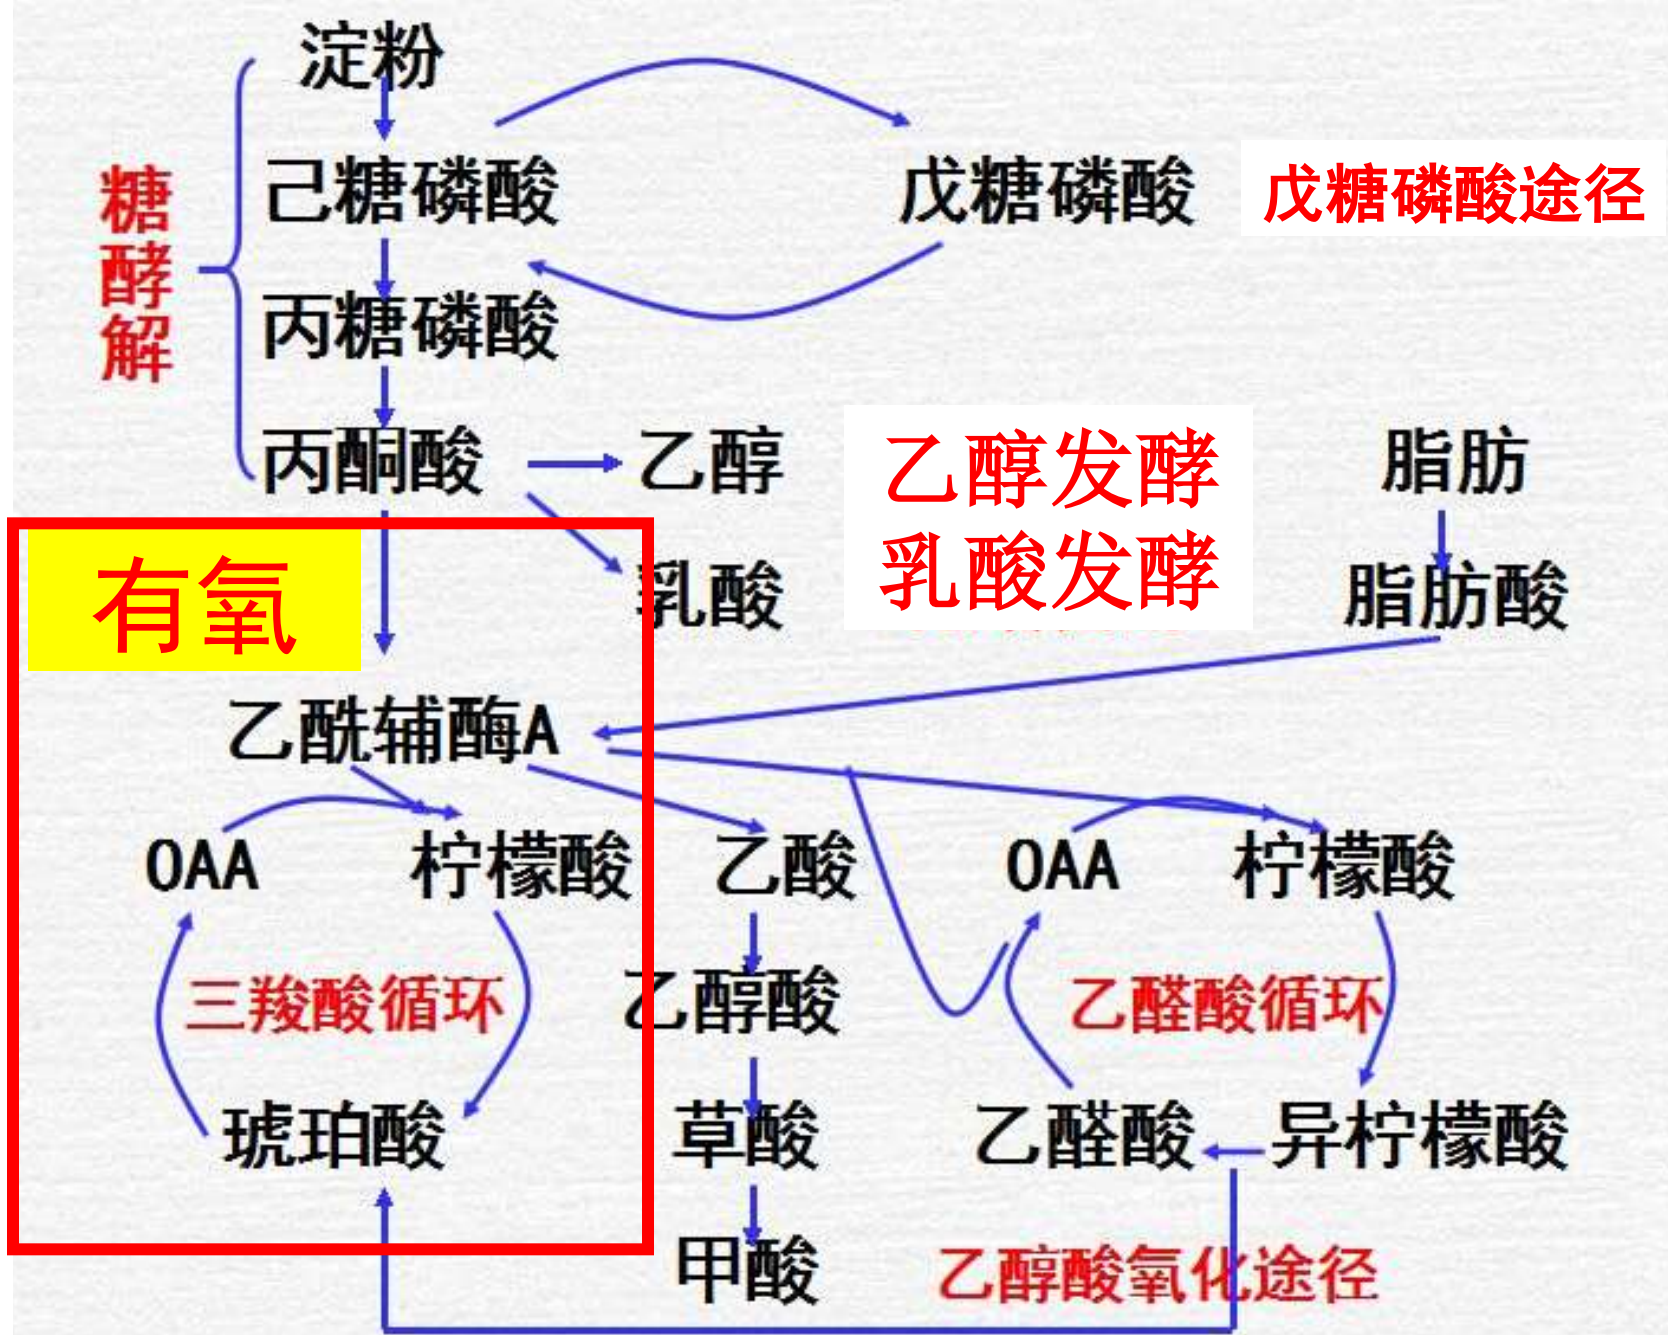 淀粉
己糖磷酸
戊糖磷酸
戊糖磷酸途径
糖酵解
丙糖磷酸
丙酮酸
乙醇
乙醇发酵
脂肪
有氧
乳酸
乳酸发酵
脂肪酸
乙酰辅酶A
OAA
柠檬酸
乙酸
OAA
柠檬酸
三羧酸循环
乙醇酸
乙醛酸循环
琥珀酸
草酸
乙醛酸
异柠檬酸
甲酸
乙醇酸氧化途径